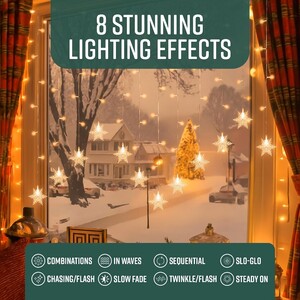 8 STUNNING
LIGHTING EFFECTS
COMBINATIONS
IN WAVES
SEQUENTIAL
SLO-GLO
CHASING/FLASH
SLOW FADE
TWINKLE/FLASH
STEADY ON